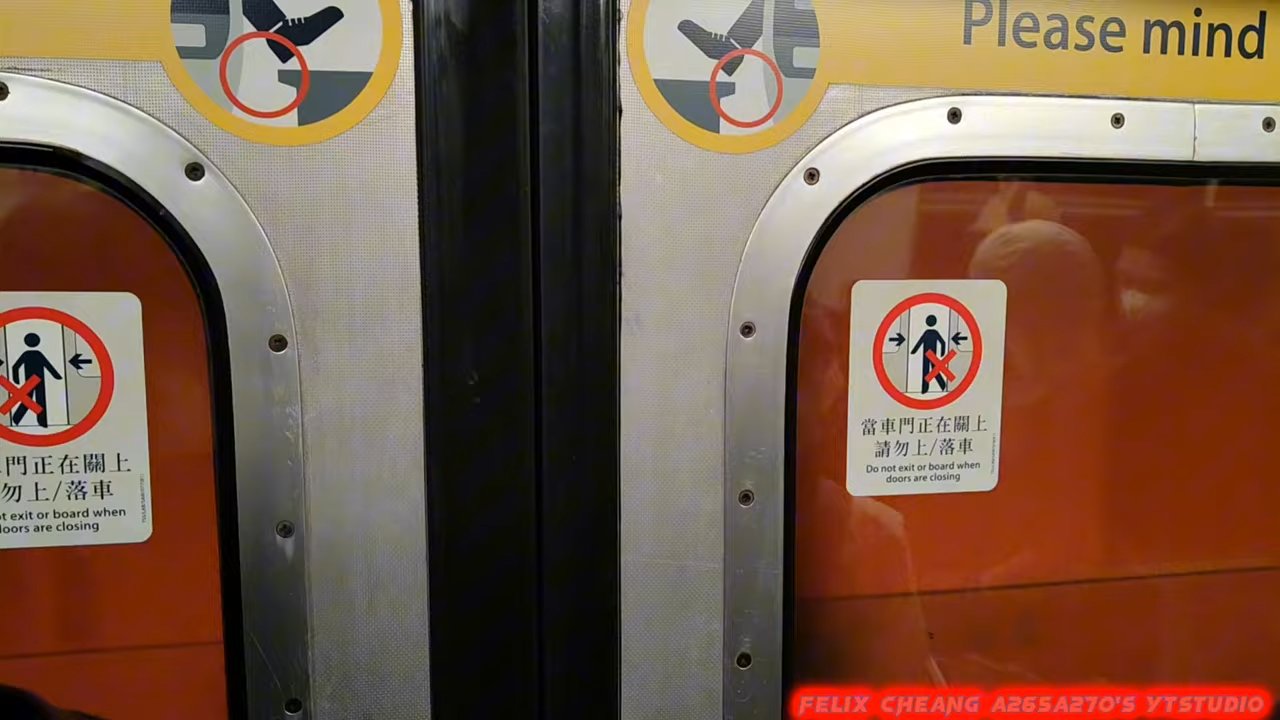 Please mind
門正在關上
勿上/落車
t exit or board when
oors are closing
當車門正在關上
請勿上/落車
Do not exit or board when
doors are closing
FELIX CHEANG A265A270'S YTSTUDIO